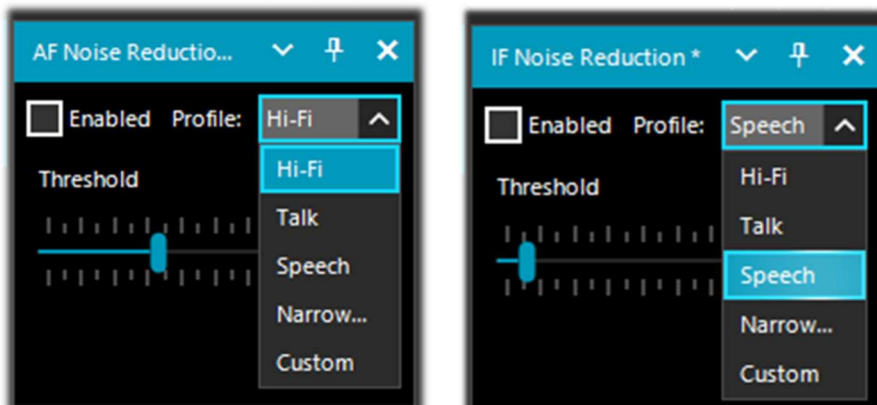 AF Noise Reductio...
Enabled Profile: Hi-Fi
Threshold
Hi-Fi
Talk
Speech
Narrow...
Custom
IF Noise Reduction *
Enabled Profile: Speech
Threshold
Hi-Fi
Talk
Speech
Narrow...
Custom